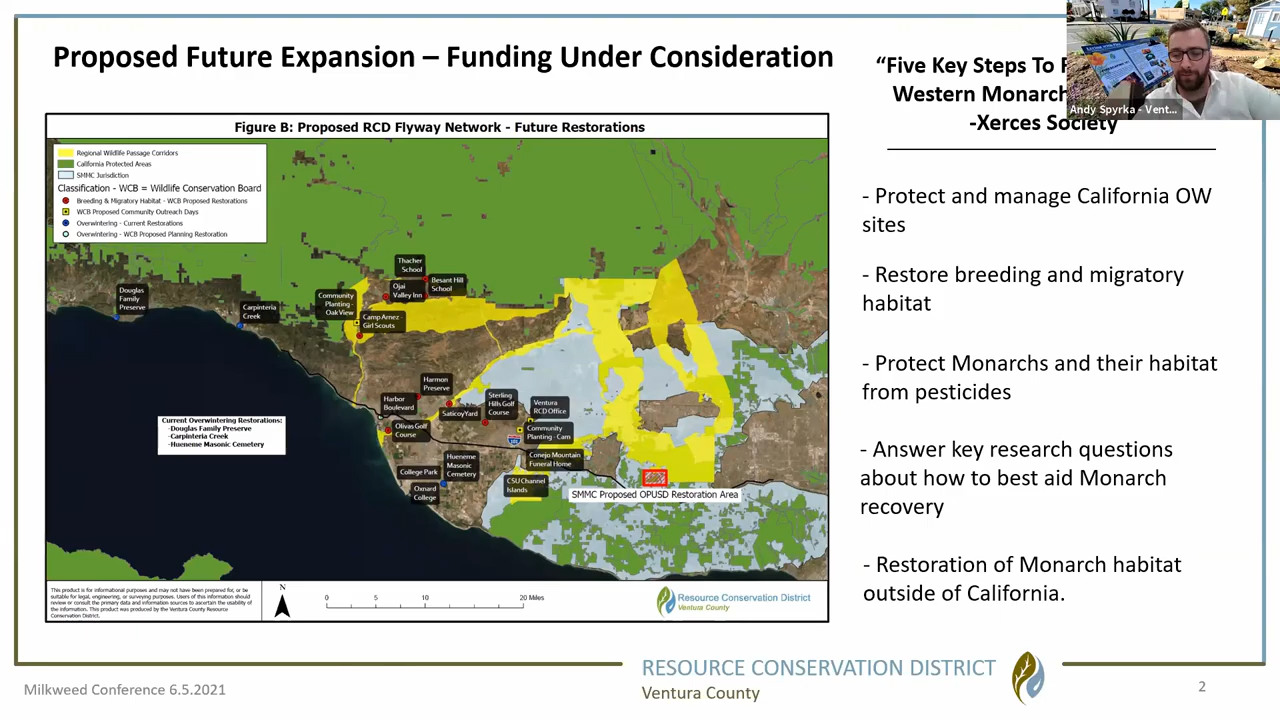 Proposed Future Expansion – Funding Under Consideration
“Five Key Steps To
Western Monarch
-Xerces Society
Andy Spyrka - Vent...
Figure B: Proposed RCD Flyway Network - Future Restorations
Regional Wildlife Passage Corridors
California Protected Areas
SMMC Jurisdiction
Classification - WCB = Wildlife Conservation Board
Breeding & Migratory Habitat - WCB Proposed Restorations
WCB Proposed Community Outreach Days
Overwintering - Current Restorations
Overwintering - WCB Proposed Planning Restoration
Thacher
School
Besant Hill
School
Ojai
Valley Inn
Community
Planting -
Oak View
Camp Arnez -
Girl Scouts
Douglas
Family
Preserve
Carpinteria
Creek
Harmon
Preserve
Harbor
Boulevard
Saticoy Yard
Sterling
Hills Golf
Course
Ventura
RCD Office
Olivas Golf
Course
Community
Planting - Cam
101
Conejo Mountain
Funeral Home
College Park
Hueneme
Masonic
Cemetery
Oxnard
College
CSU Channel
Islands
SMMC Proposed OPUSD Restoration Area
Current Overwintering Restorations:
-Douglas Family Preserve
-Carpinteria Creek
-Hueneme Masonic Cemetery
This product is for informational purposes and may not have been prepared for, or be
suitable for legal, engineering, or surveying purposes. Users of this information should
review or consult the primary data and information sources to ascertain the usability of
the information. This product was produced by the Ventura County Resource
Conservation District.
N
0 5 10 20 Miles
Resource Conservation District
Ventura County
- Protect and manage California OW
sites
- Restore breeding and migratory
habitat
- Protect Monarchs and their habitat
from pesticides
- Answer key research questions
about how to best aid Monarch
recovery
- Restoration of Monarch habitat
outside of California.
Milkweed Conference 6.5.2021
RESOURCE CONSERVATION DISTRICT
Ventura County
2